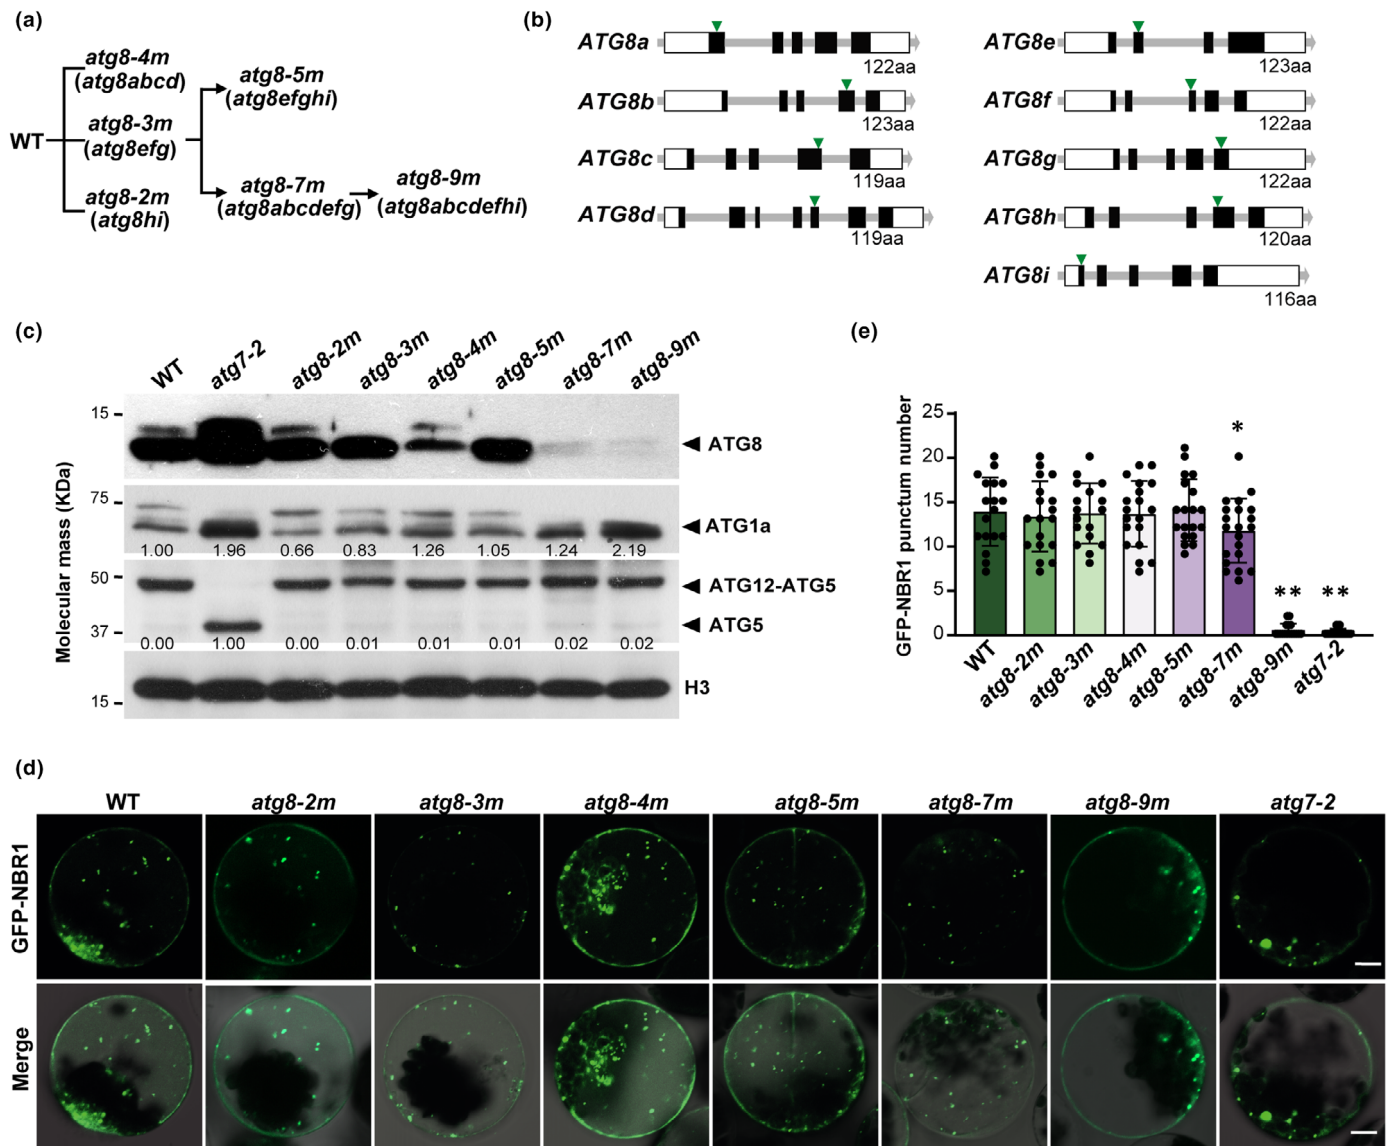 (a)
WT
atg8-4m
(atg8abcd)
atg8-3m
(atg8efg)
atg8-2m
(atg8hi)
atg8-5m
(atg8efghi)
atg8-7m
(atg8abcdefg)
atg8-9m
(atg8abcdefhi)
(b)
ATG8a
122aa
ATG8b
123aa
ATG8c
119aa
ATG8d
119aa
ATG8e
123aa
ATG8f
122aa
ATG8g
122aa
ATG8h
120aa
ATG8i
116aa
(c)
WT atg7-2 atg8-2m atg8-3m atg8-4m atg8-5m atg8-7m atg8-9m
Molecular mass (KDa)
15
ATG8
75
ATG1a
1.00 1.96 0.66 0.83 1.26 1.05 1.24 2.19
50
ATG12-ATG5
37
ATG5
0.00 1.00 0.00 0.01 0.01 0.01 0.02 0.02
H3
15
(e)
GFP-NBR1 punctum number
25
20
15
10
5
0
*
** **
WT atg8-2m atg8-3m atg8-4m atg8-5m atg8-7m atg8-9m atg7-2
(d)
WT atg8-2m atg8-3m atg8-4m atg8-5m atg8-7m atg8-9m atg7-2
GFP-NBR1
Merge